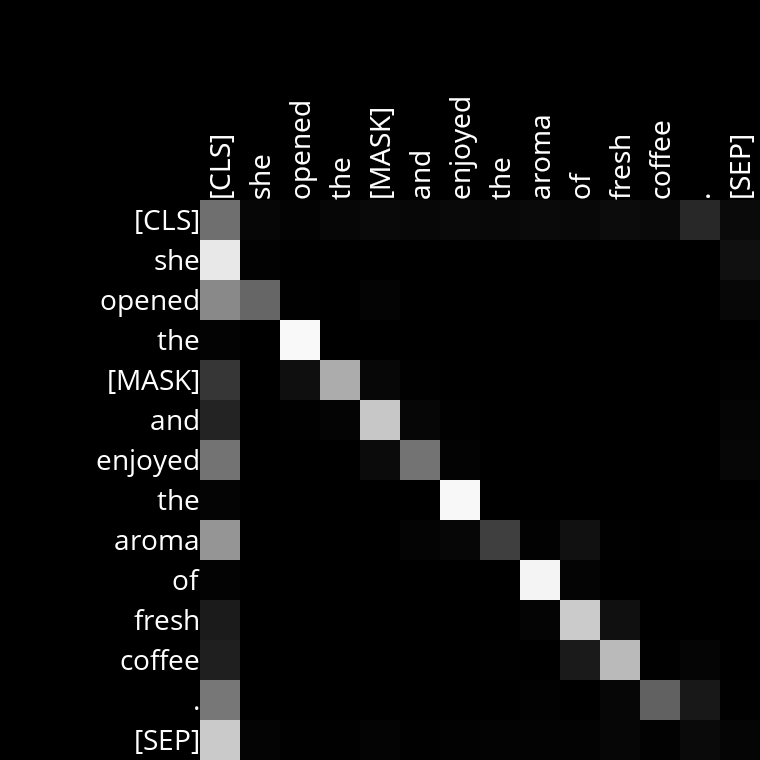 [CLS] she opened the [MASK] and enjoyed the aroma of fresh coffee . [SEP]
[CLS]
she
opened
the
[MASK]
and
enjoyed
the
aroma
of
fresh
coffee
.
[SEP]